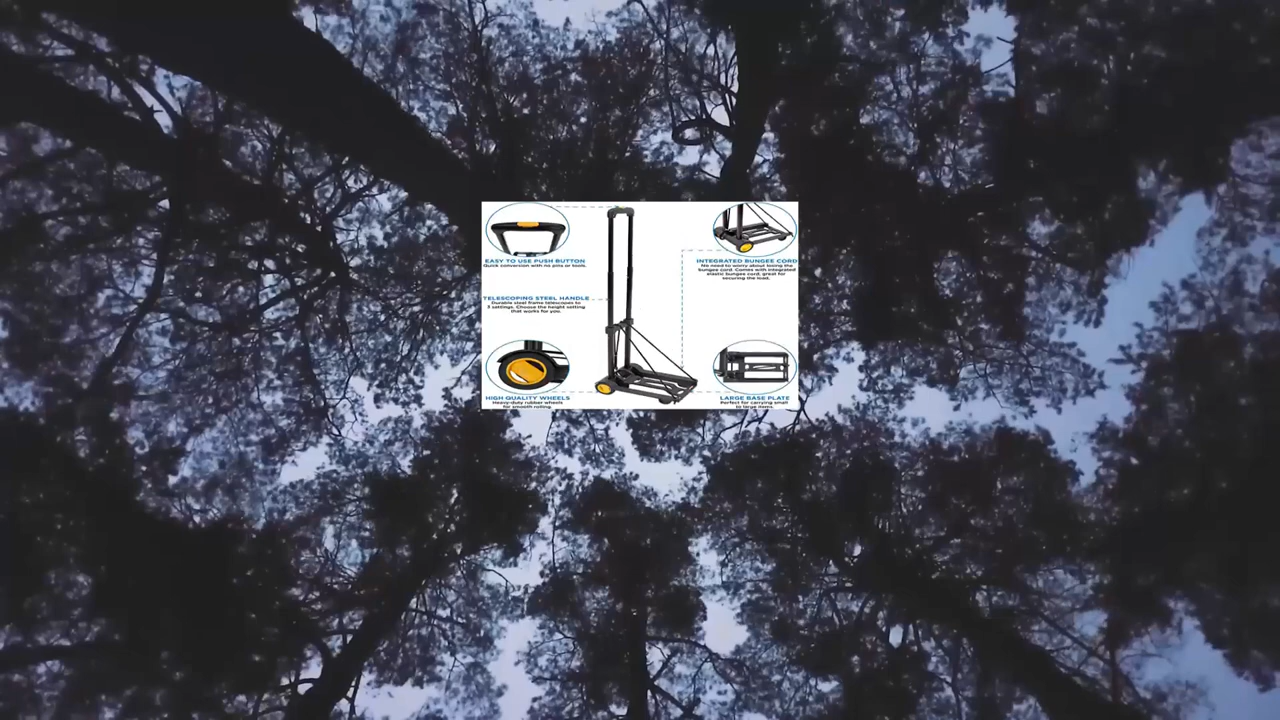 EASY TO USE PUSH BUTTON
Quick conversion with no pins or tools.
INTEGRATED BUNGEE CORD
No need to worry about losing the
bungee cord. Comes with integrated
elastic bungee cord, great for
securing the load.
TELESCOPING STEEL HANDLE
Durable steel frame telescopes to
3 settings. Choose the height setting
that works for you.
HIGH QUALITY WHEELS
Heavy-duty rubber wheels
for smooth rolling.
LARGE BASE PLATE
Perfect for carrying small
to large items.